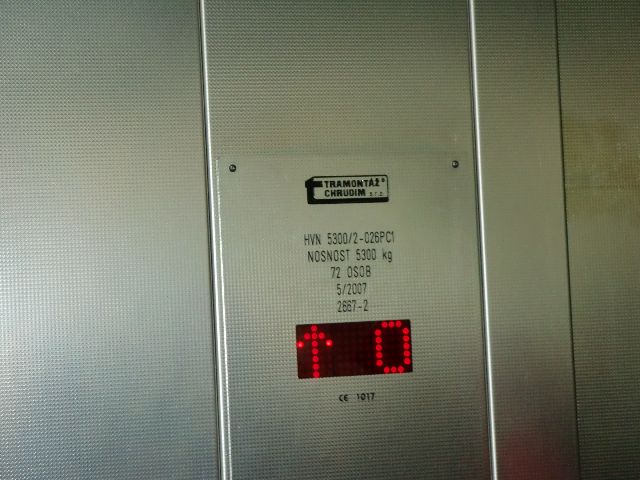 TRAMONTÁŽ
CHRUDIM s.r.o.
HVN 5300/2-026PC1
NOSNOST 5300 kg
72 OSOB
5/2007
2667-2
↑ 0
CE 1017